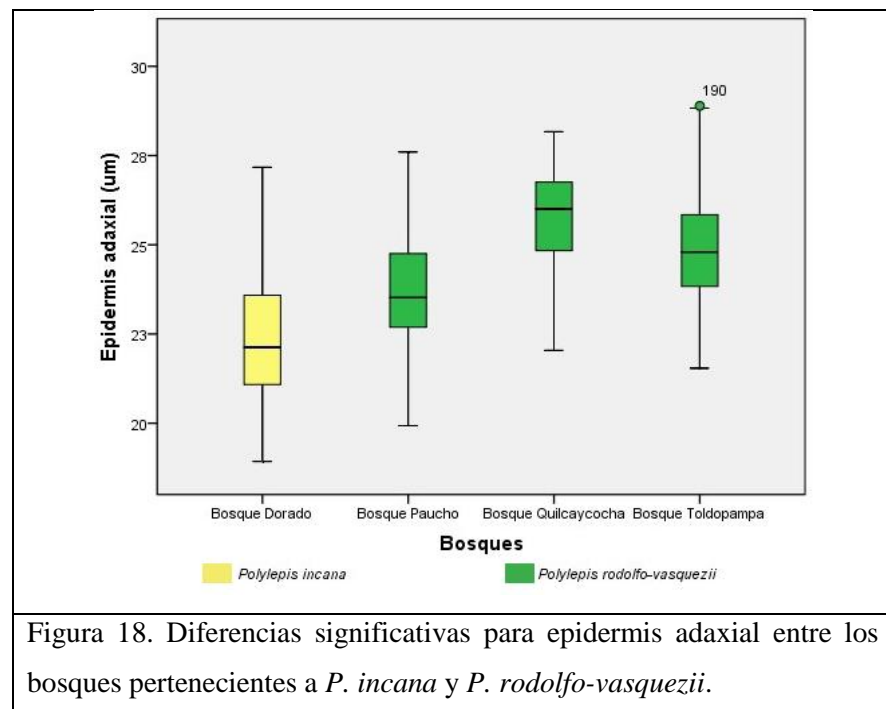 30
28
25
23
20
Epidermis adaxial (um)
190
Bosque Dorado Bosque Paucho Bosque Quilcaycocha Bosque Toldopampa
Bosques
Polylepis incana Polylepis rodolfo-vasquezii
Figura 18. Diferencias significativas para epidermis adaxial entre los
bosques pertenecientes a P. incana y P. rodolfo-vasquezii.